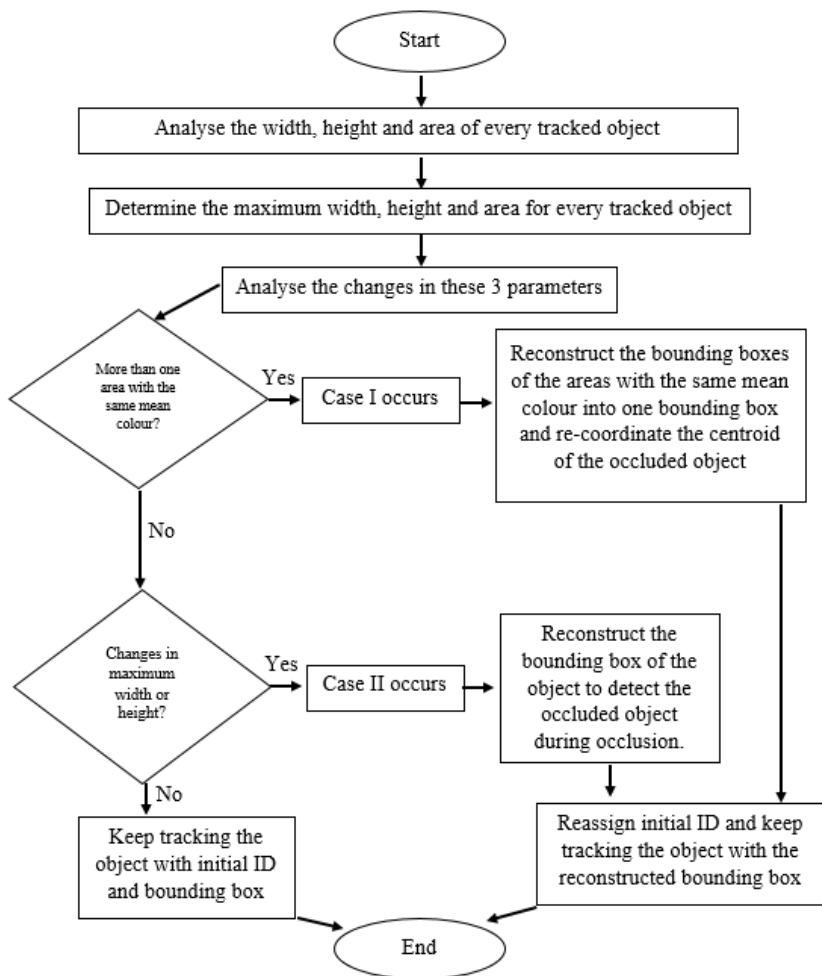 Start
Analyse the width, height and area of every tracked object
Determine the maximum width, height and area for every tracked object
Analyse the changes in these 3 parameters
More than one
area with the
same mean
colour?
Yes
Case I occurs
Reconstruct the bounding boxes
of the areas with the same mean
colour into one bounding box
and re-coordinate the centroid
of the occluded object
No
Changes in
maximum
width or
height?
Yes
Case II occurs
Reconstruct the
bounding box of the
object to detect the
occluded object
during occlusion.
No
Keep tracking the
object with initial ID
and bounding box
Reassign initial ID and keep
tracking the object with the
reconstructed bounding box
End